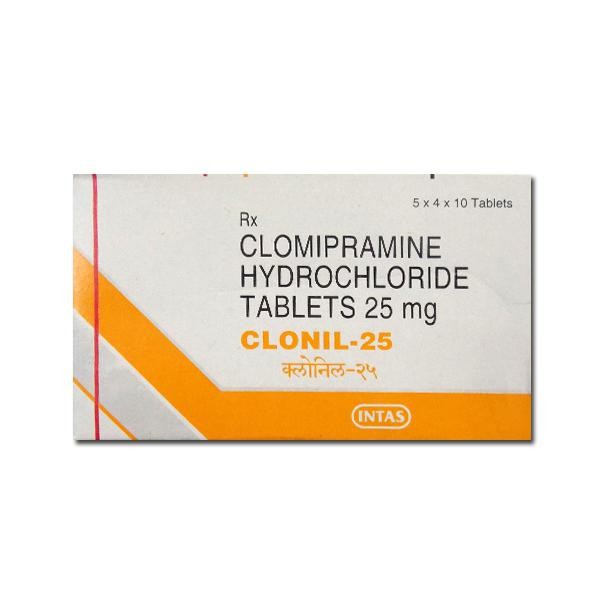 5 x 4 x 10 Tablets
Rx
CLOMIPRAMINE
HYDROCHLORIDE
TABLETS 25 mg
CLONIL-25
क्लोनिल-२५
INTAS